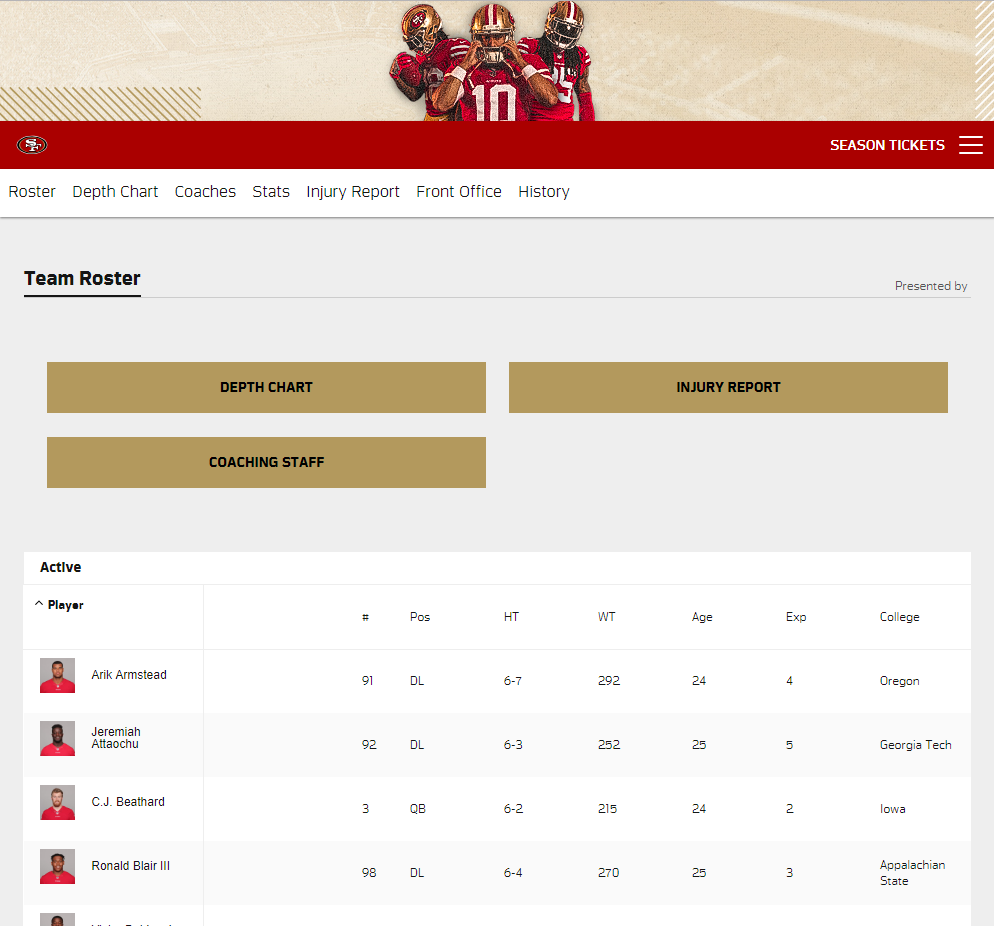 10
SF
SEASON TICKETS
Roster Depth Chart Coaches Stats Injury Report Front Office History
Team Roster
Presented by
DEPTH CHART INJURY REPORT
COACHING STAFF
Active
Player # Pos HT WT Age Exp College
Arik Armstead 91 DL 6-7 292 24 4 Oregon
Jeremiah
Attaochu 92 DL 6-3 252 25 5 Georgia Tech
C.J. Beathard 3 QB 6-2 215 24 2 Iowa
Ronald Blair III 98 DL 6-4 270 25 3 Appalachian
State